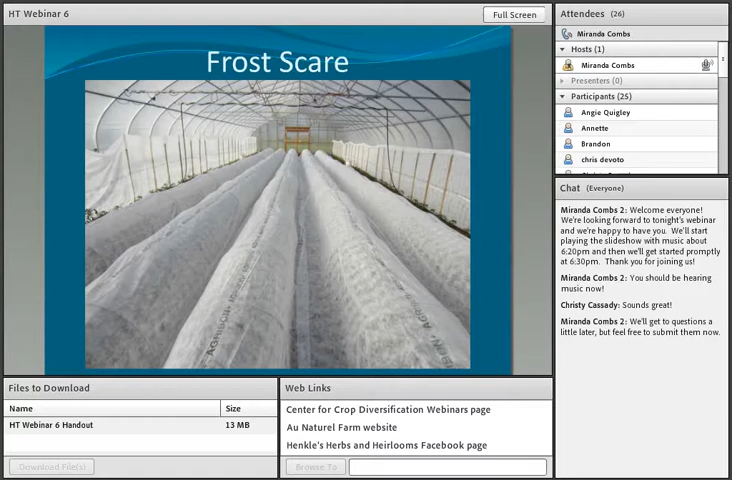 HT Webinar 6
Full Screen
Frost Scare
AGRIBON
AGRIBON
Attendees (26)
Miranda Combs
Hosts (1)
Miranda Combs
Presenters (0)
Participants (25)
Angie Quigley
Annette
Brandon
chris devoto
Chat (Everyone)
Miranda Combs 2: Welcome everyone!
We're looking forward to tonight's webinar
and we're happy to have you. We'll start
playing the slideshow with music about
6:20pm and then we'll get started promptly
at 6:30pm. Thank you for joining us!
Miranda Combs 2: You should be hearing
music now!
Christy Cassady: Sounds great!
Miranda Combs 2: We'll get to questions a
little later, but feel free to submit them now.
Files to Download
Name Size
HT Webinar 6 Handout 13 MB
Download File(s)
Web Links
Center for Crop Diversification Webinars page
Au Naturel Farm website
Henkle's Herbs and Heirlooms Facebook page
Browse To